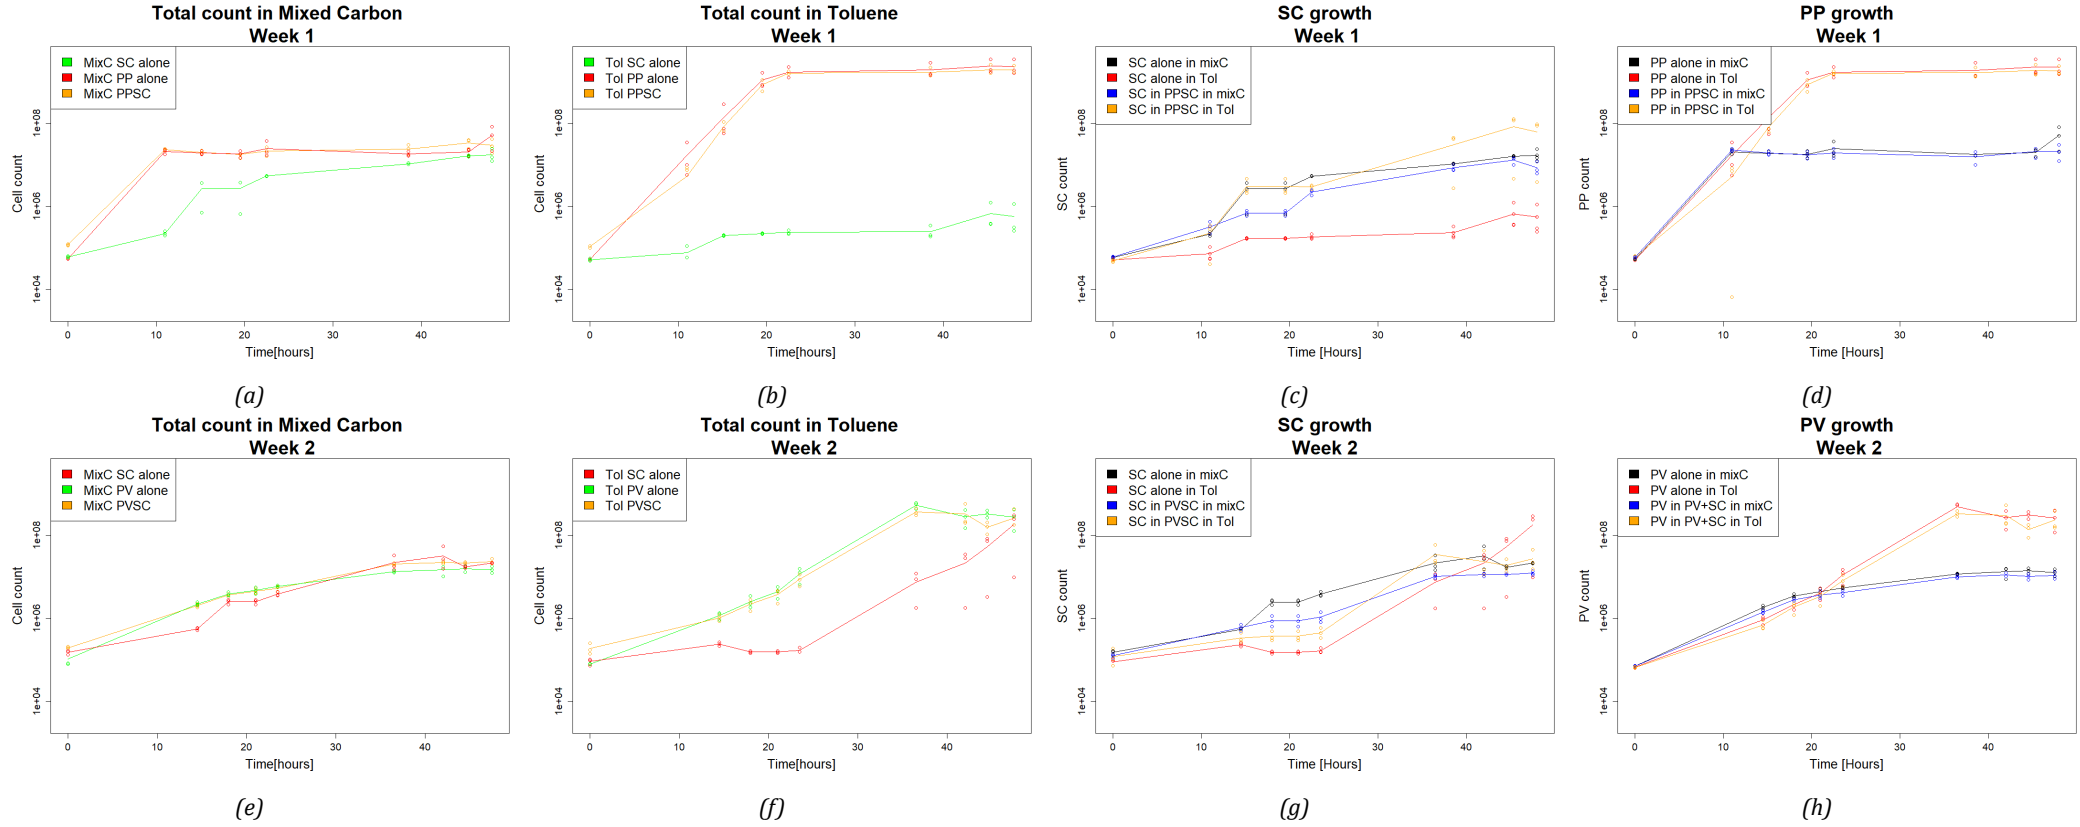 Total count in Mixed Carbon
Week 1
MixC SC alone
MixC PP alone
MixC PPSC
Cell count
1e+04
1e+06
1e+08
0
10
20
30
40
Time[hours]
(a)
Total count in Toluene
Week 1
Tol SC alone
Tol PP alone
Tol PPSC
Cell count
1e+04
1e+06
1e+08
0
10
20
30
40
Time[hours]
(b)
SC growth
Week 1
SC alone in mixC
SC alone in Tol
SC in PPSC in mixC
SC in PPSC in Tol
SC count
1e+04
1e+06
1e+08
0
10
20
30
40
Time [Hours]
(c)
PP growth
Week 1
PP alone in mixC
PP alone in Tol
PP in PPSC in mixC
PP in PPSC in Tol
PP count
1e+04
1e+06
1e+08
0
10
20
30
40
Time [Hours]
(d)
Total count in Mixed Carbon
Week 2
MixC SC alone
MixC PV alone
MixC PVSC
Cell count
1e+04
1e+06
1e+08
0
10
20
30
40
Time[hours]
(e)
Total count in Toluene
Week 2
Tol SC alone
Tol PV alone
Tol PVSC
Cell count
1e+04
1e+06
1e+08
0
10
20
30
40
Time[hours]
(f)
SC growth
Week 2
SC alone in mixC
SC alone in Tol
SC in PVSC in mixC
SC in PVSC in Tol
SC count
1e+04
1e+06
1e+08
0
10
20
30
40
Time [Hours]
(g)
PV growth
Week 2
PV alone in mixC
PV alone in Tol
PV in PV+SC in mixC
PV in PV+SC in Tol
PV count
1e+04
1e+06
1e+08
0
10
20
30
40
Time [Hours]
(h)